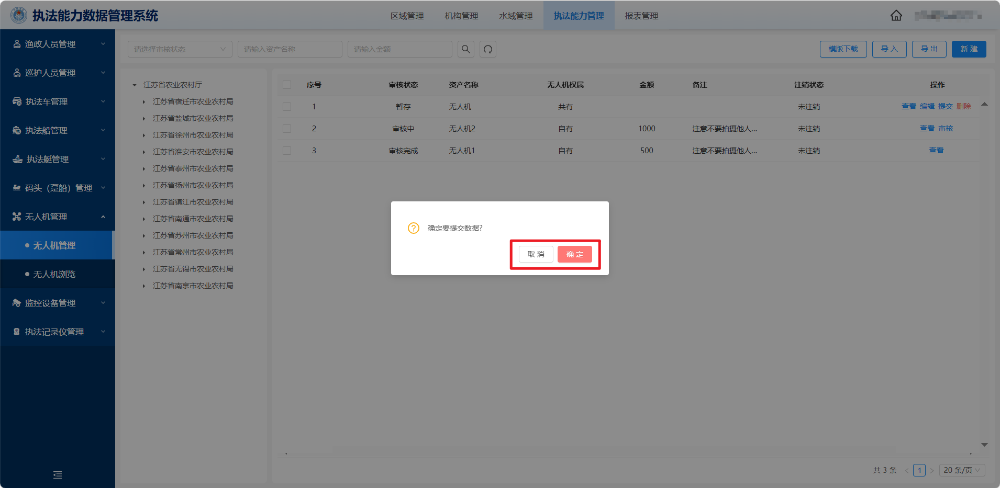 执法能力数据管理系统
区域管理 机构管理 水域管理 执法能力管理 报表管理
渔政人员管理
巡护人员管理
执法车管理
执法船管理
执法艇管理
码头（趸船）管理
无人机管理
无人机管理
无人机浏览
监控设备管理
执法记录仪管理
请选择审核状态 请输入资产名称 请输入金额 模版下载 导 入 导 出 新 建
江苏省农业农村厅
江苏省宿迁市农业农村局
江苏省盐城市农业农村局
江苏省徐州市农业农村局
江苏省淮安市农业农村局
江苏省泰州市农业农村局
江苏省扬州市农业农村局
江苏省镇江市农业农村局
江苏省南通市农业农村局
江苏省苏州市农业农村局
江苏省常州市农业农村局
江苏省无锡市农业农村局
江苏省南京市农业农村局
序号 审核状态 资产名称 无人机权属 金额 备注 注销状态 操作
1 暂存 无人机 共有 未注销 查看 编辑 提交 删除
2 审核中 无人机2 自有 1000 注意不要拍摄他人... 未注销 查看 审核
3 审核完成 无人机1 自有 500 注意不要拍摄他人... 未注销 查看
确定要提交数据?
取 消 确 定
共 3 条 < 1 > 20 条/页